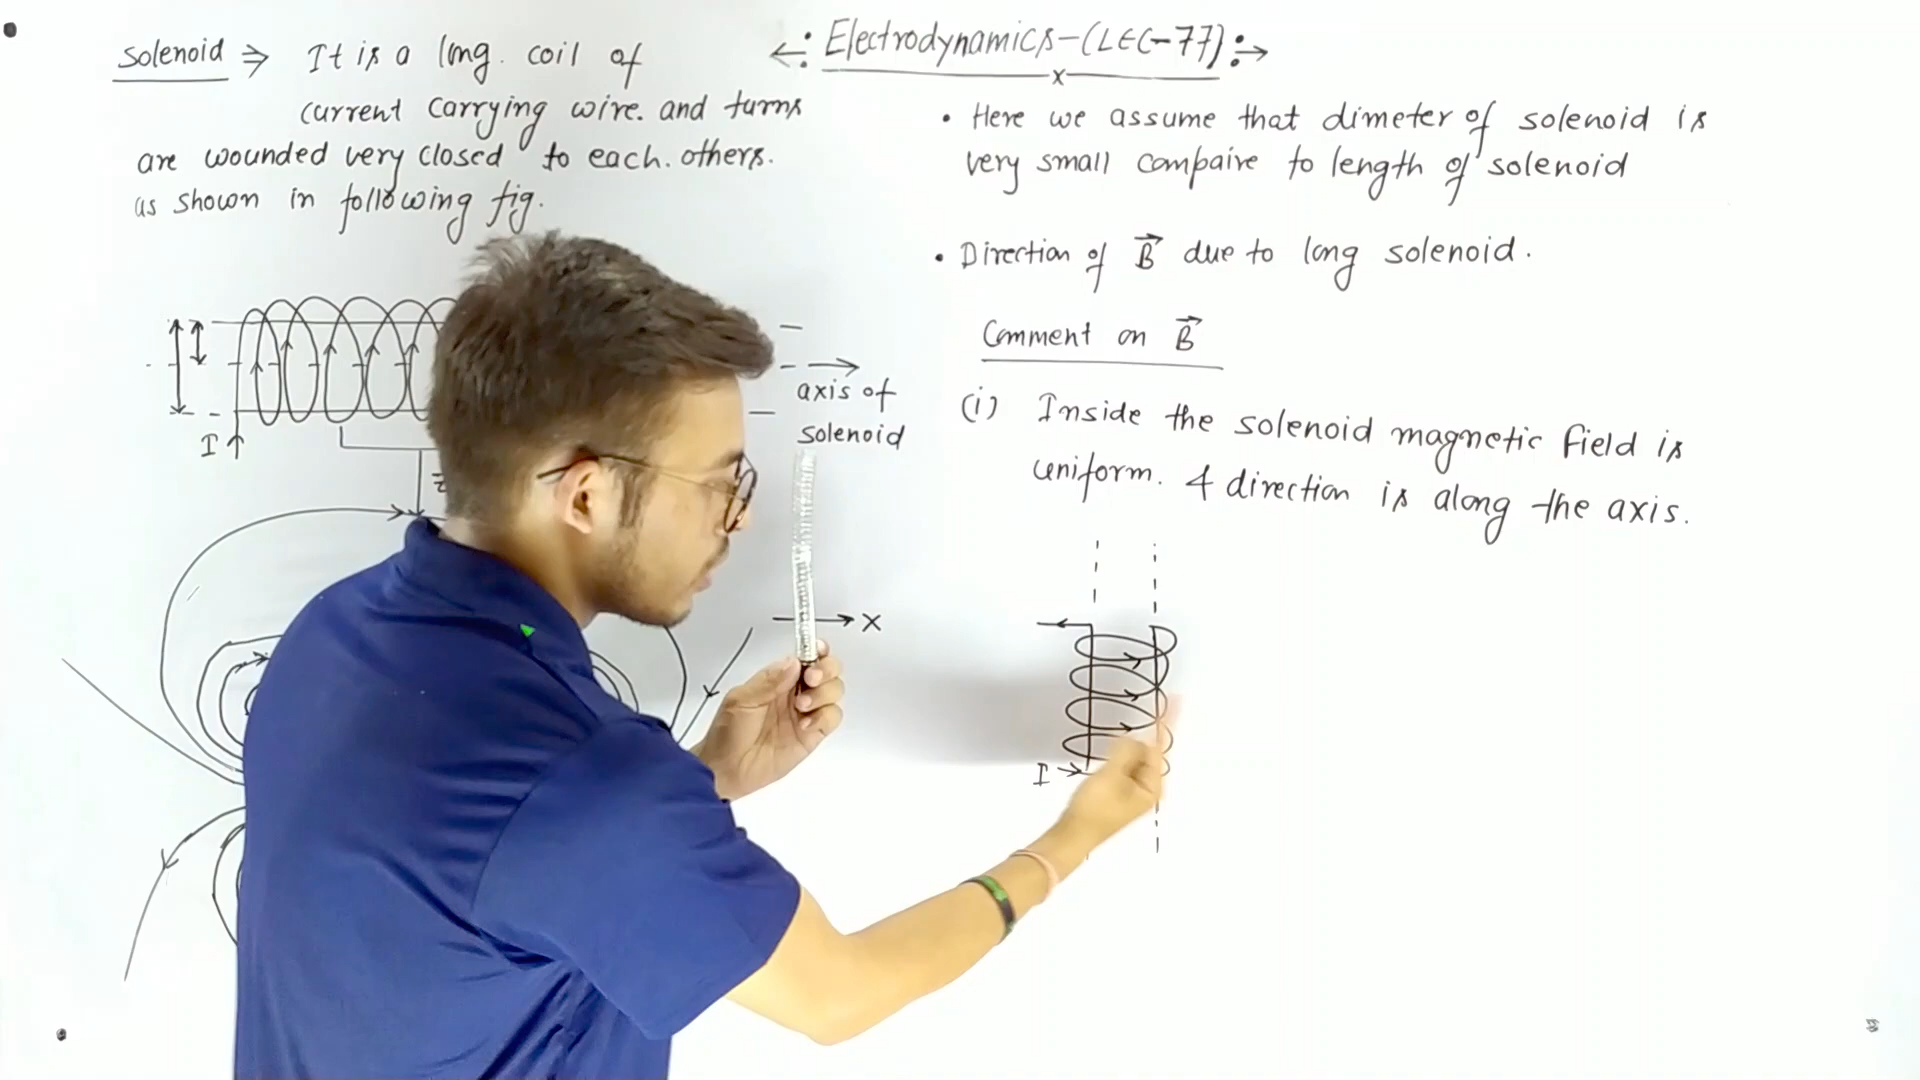 Solenoid ⇒ It is a long. coil of
current carrying wire. and turns
are wounded very closed to each. others.
as shown in following fig.
axis of
solenoid
I
X
Electrodynamics-(LEC-77)
x
• Here we assume that dimeter of solenoid is
very small compaire to length of solenoid
• Direction of B⃗ due to long solenoid.
Comment on B⃗
(i) Inside the solenoid magnetic field is
uniform. & direction is along the axis.
I